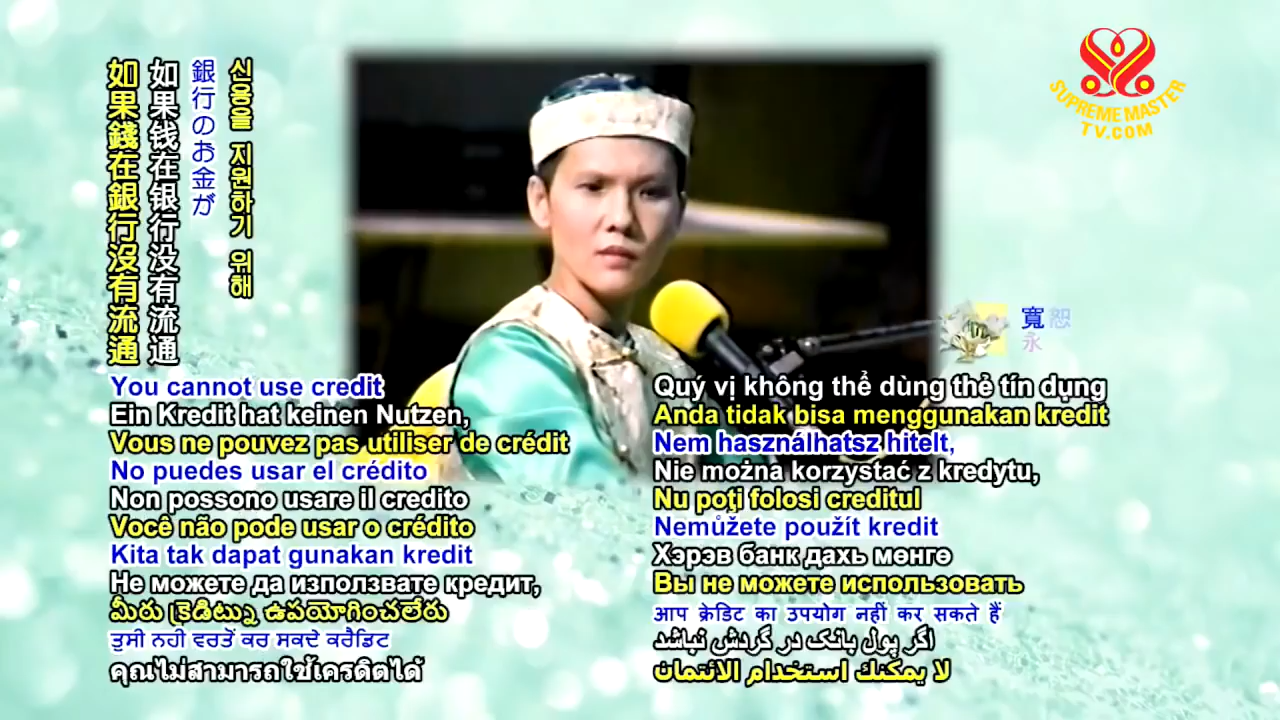 如果錢在銀行沒有流通
如果钱在银行没有流通
銀行のお金が
신용을 지원하기 위해
SUPREME MASTER
TV.COM
寬恕
永
You cannot use credit
Ein Kredit hat keinen Nutzen,
Vous ne pouvez pas utiliser de crédit
No puedes usar el crédito
Non possono usare il credito
Você não pode usar o crédito
Kita tak dapat gunakan kredit
Не можете да използвате кредит,
మీరు క్రెడిట్ను ఉపయోగించలేరు
ਤੁਸੀ ਨਹੀ ਵਰਤੋਂ ਕਰ ਸਕਦੇ ਕਰੈਡਿਟ
คุณไม่สามารถใช้เครดิตได้
Quý vị không thể dùng thẻ tín dụng
Anda tidak bisa menggunakan kredit
Nem használhatsz hitelt,
Nie można korzystać z kredytu,
Nu poţi folosi creditul
Nemůžete použít kredit
Хэрэв банк дахь мөнгө
Вы не можете использовать
आप क्रेडिट का उपयोग नहीं कर सकते हैं
اگر پول بانک در گردش نباشد
لا يمكنك استخدام الائتمان